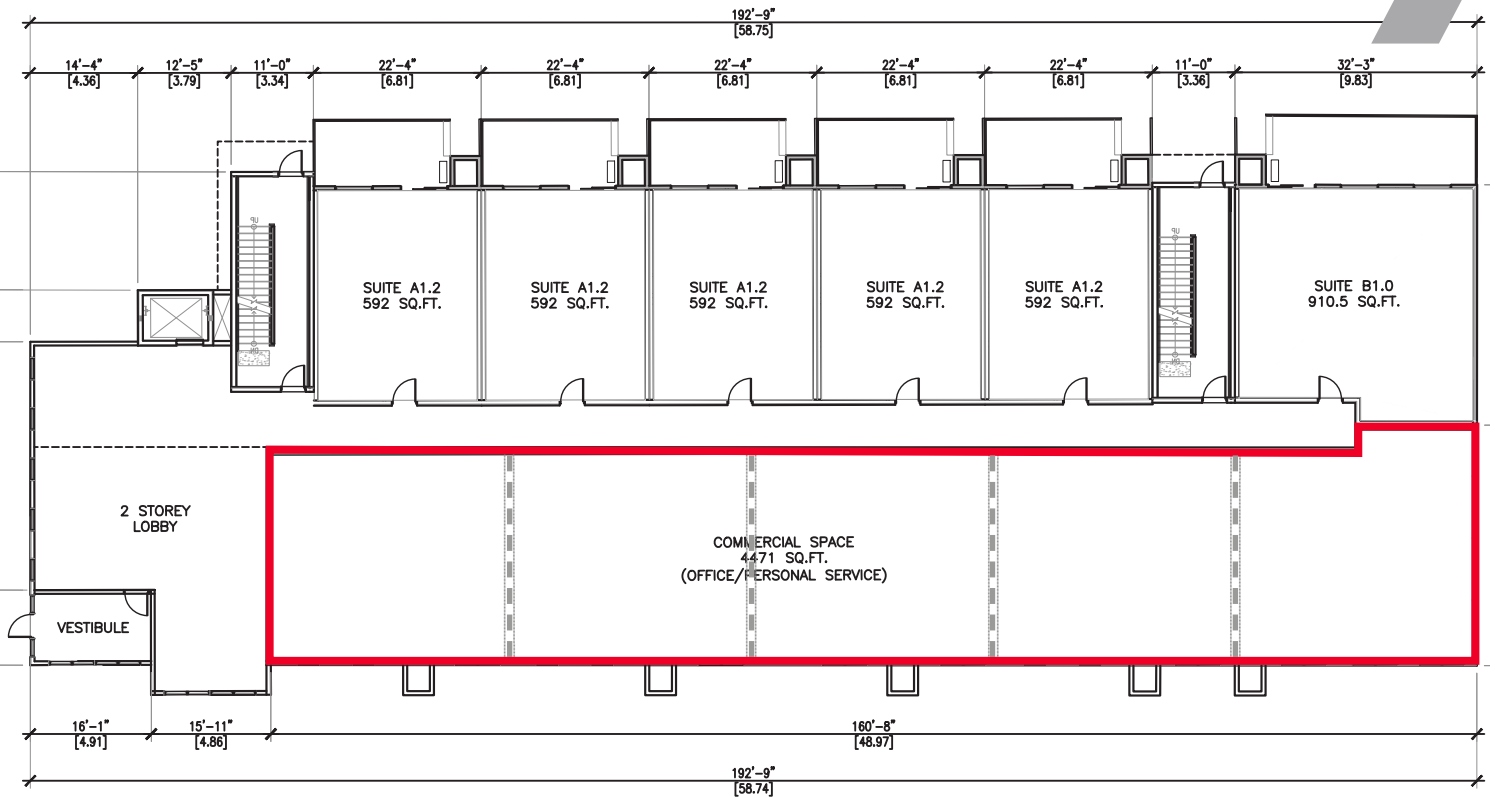 192'-9"
[58.75]
14'-4"
[4.36]
12'-5"
[3.79]
11'-0"
[3.34]
22'-4"
[6.81]
22'-4"
[6.81]
22'-4"
[6.81]
22'-4"
[6.81]
22'-4"
[6.81]
11'-0"
[3.36]
32'-3"
[9.83]
UP
UP
SUITE A1.2
592 SQ.FT.
SUITE A1.2
592 SQ.FT.
SUITE A1.2
592 SQ.FT.
SUITE A1.2
592 SQ.FT.
SUITE A1.2
592 SQ.FT.
SUITE B1.0
910.5 SQ.FT.
DN
DN
2 STOREY
LOBBY
COMMERCIAL SPACE
4471 SQ.FT.
(OFFICE/PERSONAL SERVICE)
VESTIBULE
16'-1"
[4.91]
15'-11"
[4.86]
160'-8"
[48.97]
192'-9"
[58.74]